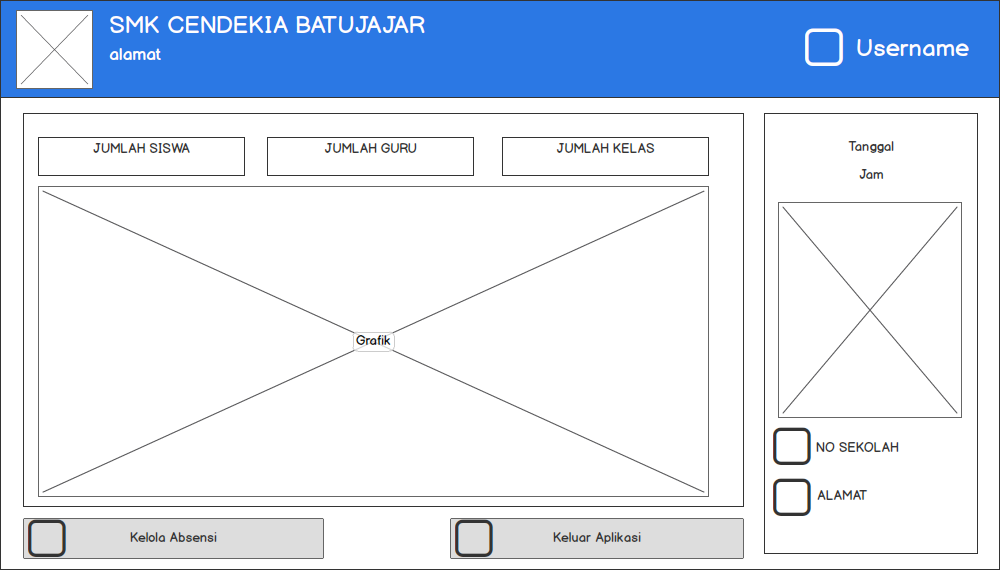 SMK CENDEKIA BATUJAJAR
alamat
Username
JUMLAH SISWA
JUMLAH GURU
JUMLAH KELAS
Grafik
Tanggal
Jam
NO SEKOLAH
ALAMAT
Kelola Absensi
Keluar Aplikasi